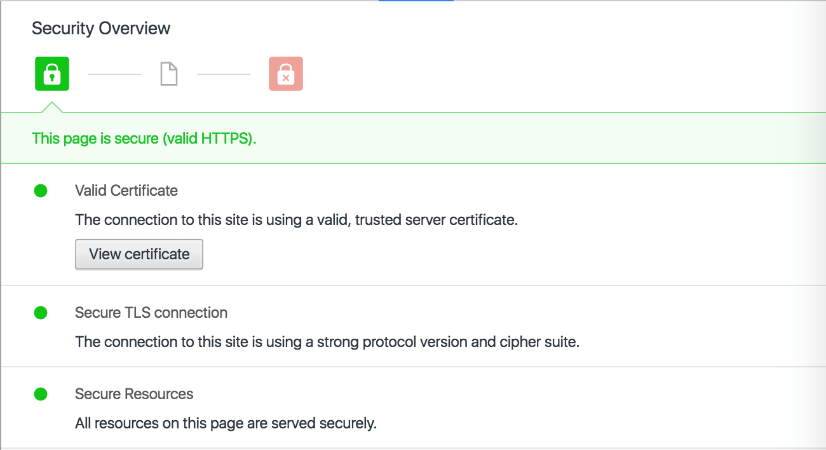 Security Overview
This page is secure (valid HTTPS).
Valid Certificate
The connection to this site is using a valid, trusted server certificate.
View certificate
Secure TLS connection
The connection to this site is using a strong protocol version and cipher suite.
Secure Resources
All resources on this page are served securely.